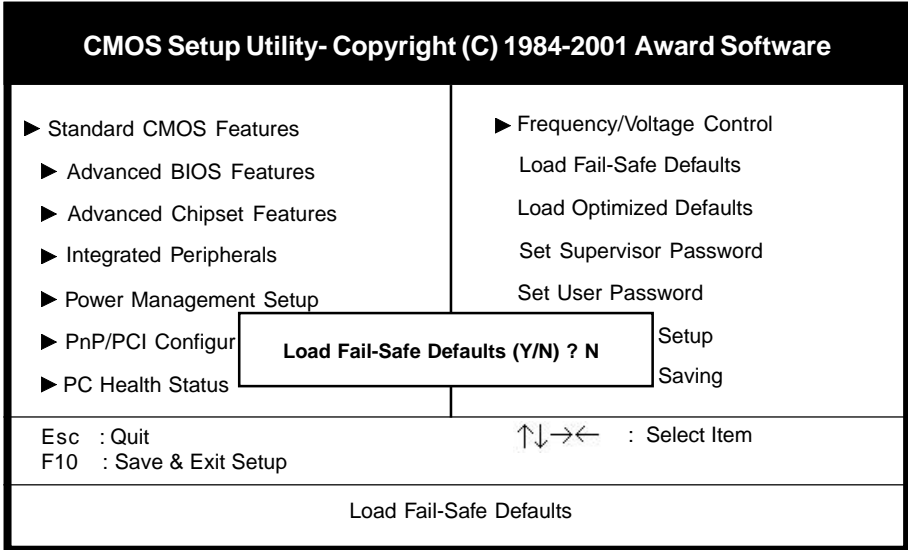 CMOS Setup Utility- Copyright (C) 1984-2001 Award Software
▶ Standard CMOS Features
▶ Advanced BIOS Features
▶ Advanced Chipset Features
▶ Integrated Peripherals
▶ Power Management Setup
▶ PnP/PCI Configur
▶ PC Health Status
▶ Frequency/Voltage Control
Load Fail-Safe Defaults
Load Optimized Defaults
Set Supervisor Password
Set User Password
Setup
Saving
Load Fail-Safe Defaults (Y/N) ? N
Esc : Quit
F10 : Save & Exit Setup
↑↓→← : Select Item
Load Fail-Safe Defaults